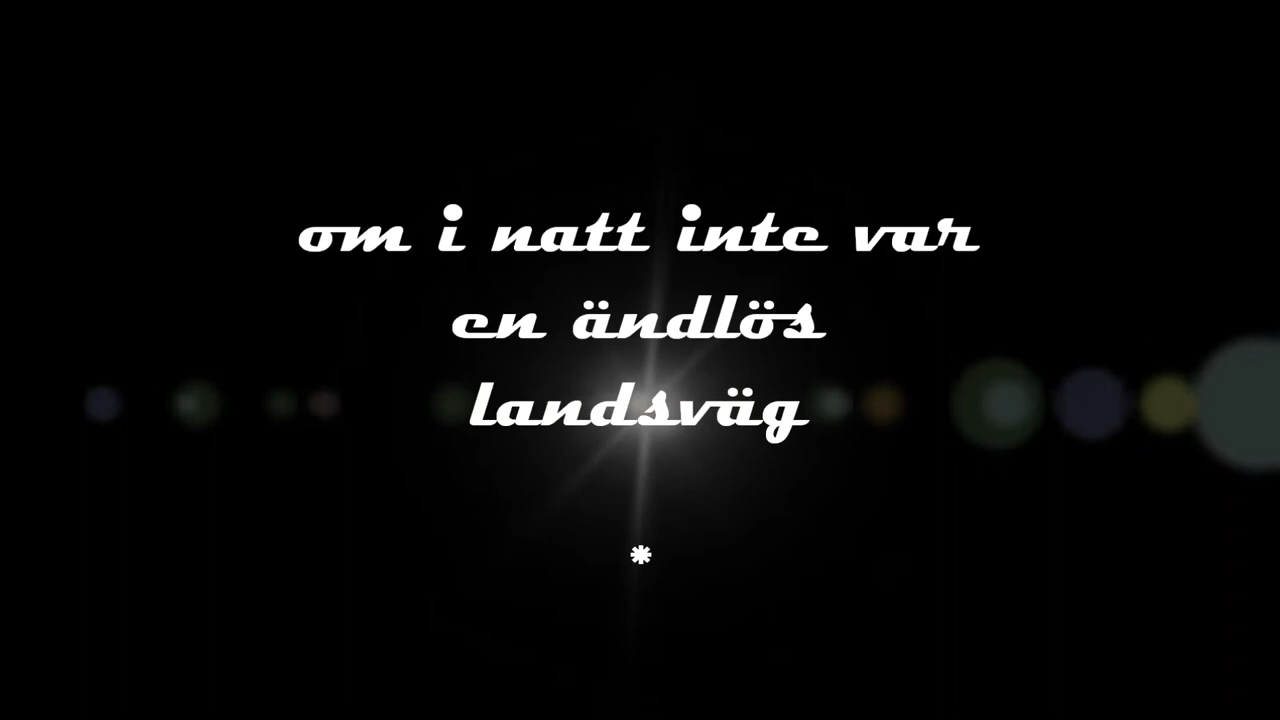 om i natt inte var
en ändlös
landsväg
*